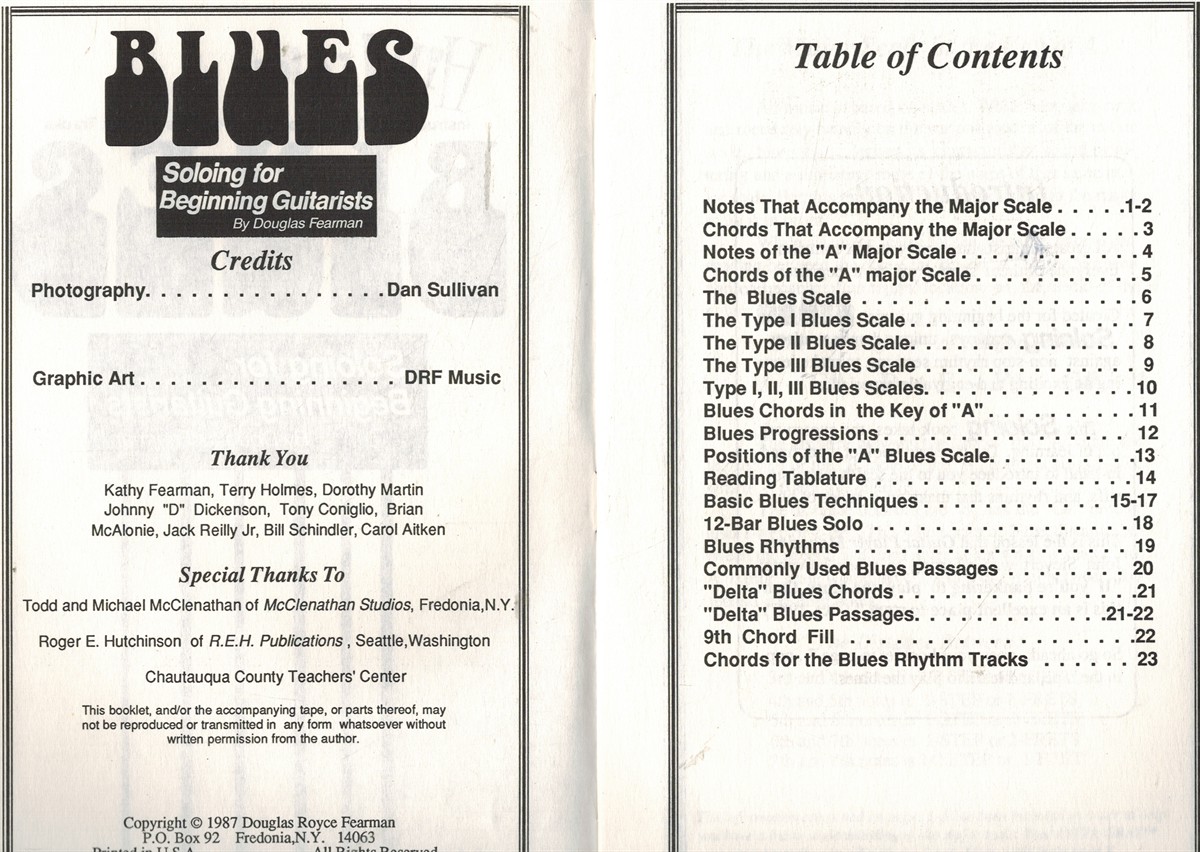 BLUES
Soloing for
Beginning Guitarists
By Douglas Fearman
Credits
Photography. . . . . . . . . . . . . . . . Dan Sullivan
Graphic Art . . . . . . . . . . . . . . . . . DRF Music
Thank You
Kathy Fearman, Terry Holmes, Dorothy Martin
Johnny "D" Dickenson, Tony Coniglio, Brian
McAlonie, Jack Reilly Jr, Bill Schindler, Carol Aitken
Special Thanks To
Todd and Michael McClenathan of McClenathan Studios, Fredonia,N.Y.
Roger E. Hutchinson of R.E.H. Publications , Seattle,Washington
Chautauqua County Teachers' Center
This booklet, and/or the accompanying tape, or parts thereof, may
not be reproduced or transmitted in any form whatsoever without
written permission from the author.
Copyright © 1987 Douglas Royce Fearman
P.O. Box 92 Fredonia,N.Y. 14063
Printed in U.S.A. All Rights Reserved
Table of Contents
Notes That Accompany the Major Scale . . . . .1-2
Chords That Accompany the Major Scale . . . . . 3
Notes of the "A" Major Scale . . . . . . . . . . . . 4
Chords of the "A" major Scale . . . . . . . . . . . 5
The Blues Scale . . . . . . . . . . . . . . . . . . . 6
The Type I Blues Scale . . . . . . . . . . . . . . . 7
The Type II Blues Scale. . . . . . . . . . . . . . . 8
The Type III Blues Scale . . . . . . . . . . . . . . 9
Type I, II, III Blues Scales. . . . . . . . . . . . . 10
Blues Chords in the Key of "A" . . . . . . . . . . 11
Blues Progressions . . . . . . . . . . . . . . . . . 12
Positions of the "A" Blues Scale. . . . . . . . . .13
Reading Tablature . . . . . . . . . . . . . . . . . 14
Basic Blues Techniques . . . . . . . . . . . . 15-17
12-Bar Blues Solo . . . . . . . . . . . . . . . . . 18
Blues Rhythms . . . . . . . . . . . . . . . . . . 19
Commonly Used Blues Passages . . . . . . . . 20
"Delta" Blues Chords . . . . . . . . . . . . . . .21
"Delta" Blues Passages. . . . . . . . . . . . .21-22
9th Chord Fill . . . . . . . . . . . . . . . . . .22
Chords for the Blues Rhythm Tracks . . . . . . 23